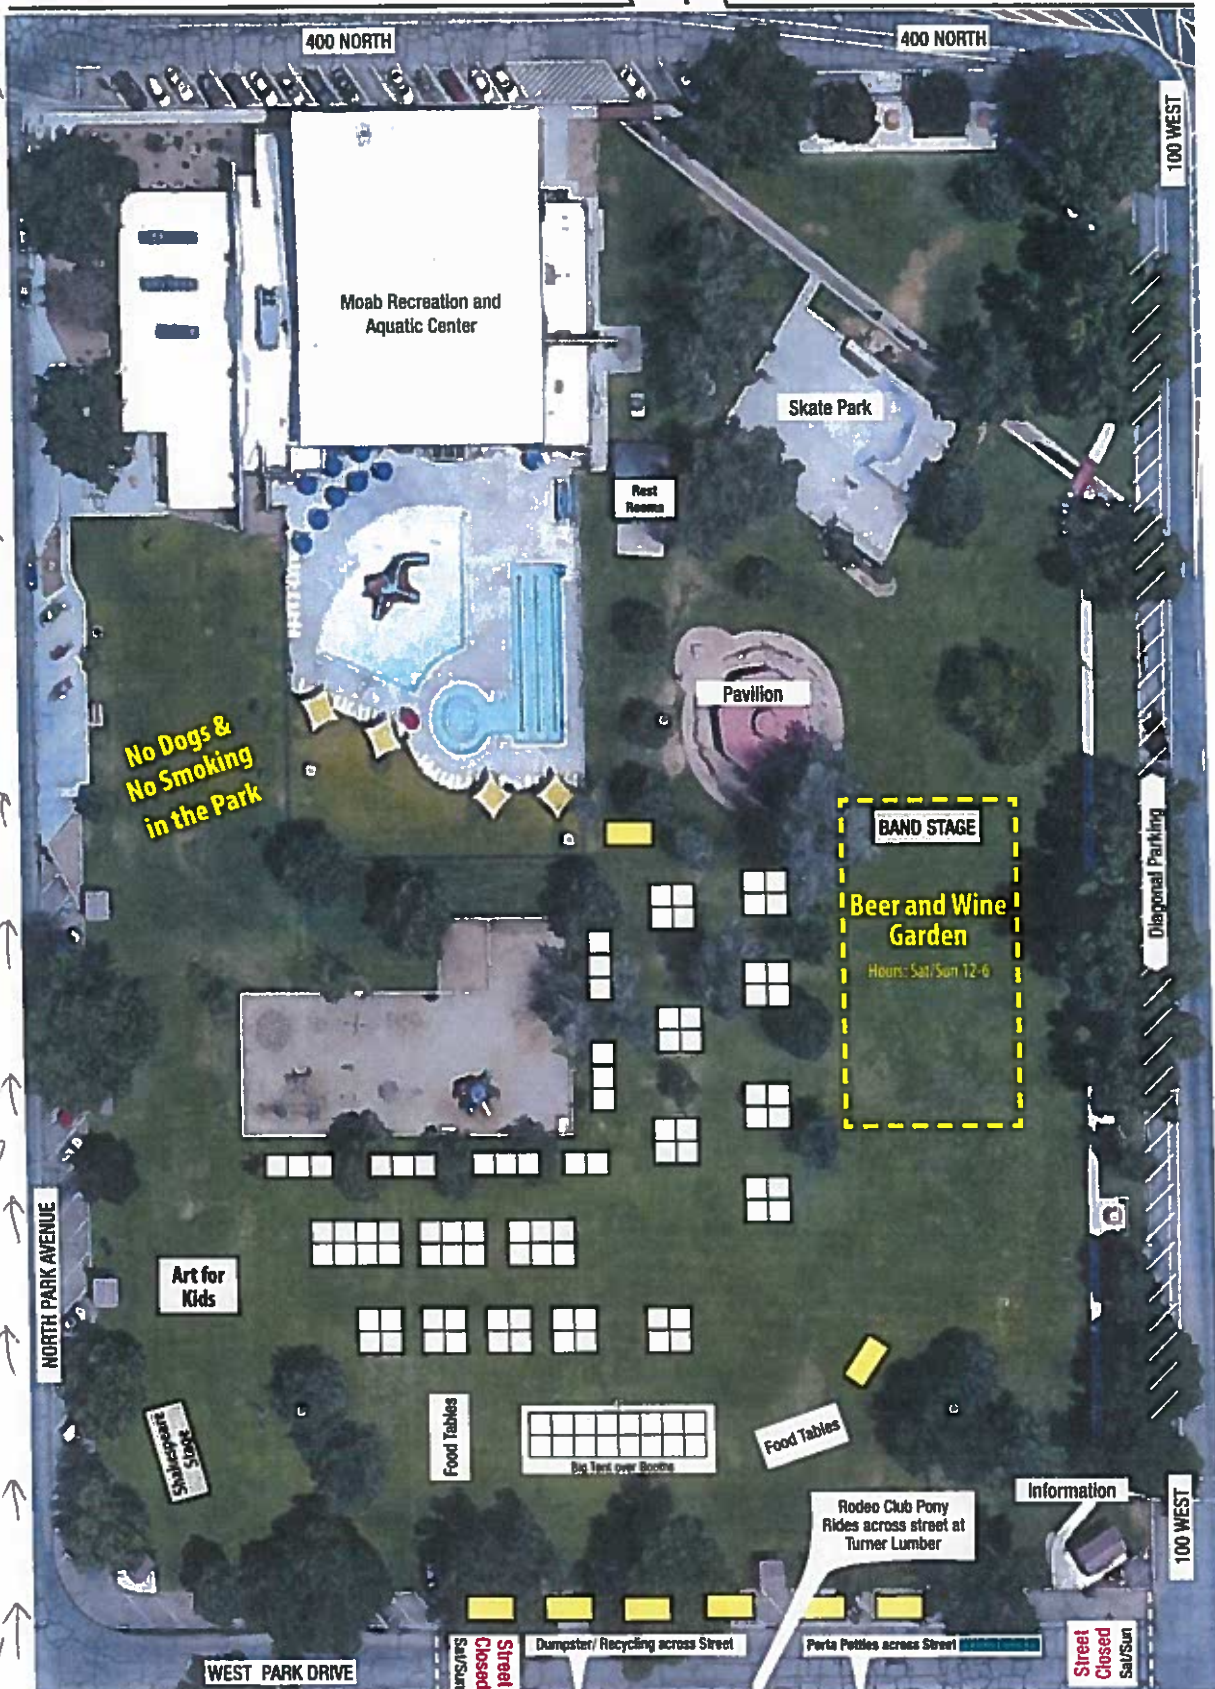 400 NORTH
400 NORTH
100 WEST
Moab Recreation and
Aquatic Center
Skate Park
Rest
Rooms
Pavilion
No Dogs &
No Smoking
in the Park
BAND STAGE
Beer and Wine
Garden
Hours: Sat/Sun 12-6
Diagonal Parking
NORTH PARK AVENUE
Art for
Kids
Shakespeare
Stage
Food Tables
Big Tent over Booths
Food Tables
Information
Rodeo Club Pony
Rides across street at
Turner Lumber
100 WEST
WEST PARK DRIVE
Street
Closed
Sat/Sun
Dumpster/ Recycling across Street
Porta Potties across Street
Street
Closed
Sat/Sun